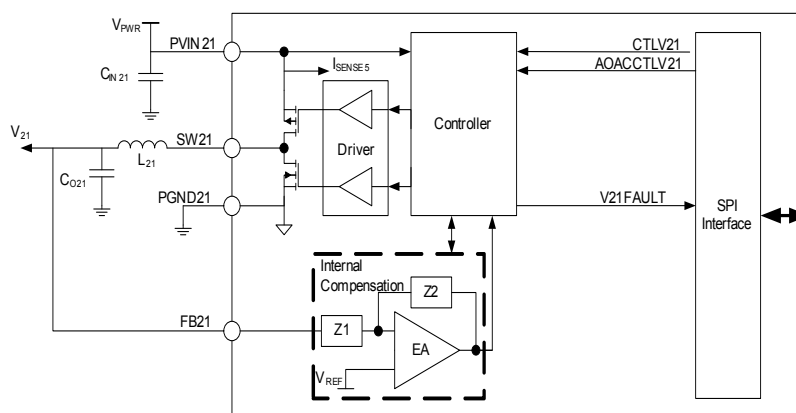 VPWR
PVIN21
CIN21
ISENSE5
CTLV21
AOACCTLV21
Controller
V21
SW21
L21
CO21
Driver
PGND21
V21FAULT
SPI
Interface
Internal
Compensation
Z2
FB21
Z1
EA
VREF